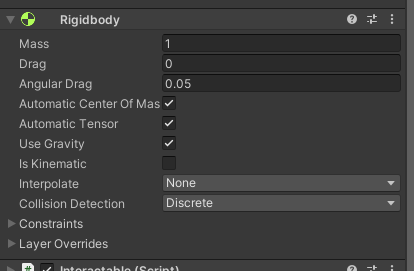 Rigidbody
Mass 1
Drag 0
Angular Drag 0.05
Automatic Center Of Mas
Automatic Tensor
Use Gravity
Is Kinematic
Interpolate None
Collision Detection Discrete
Constraints
Layer Overrides
Interactable (Script)